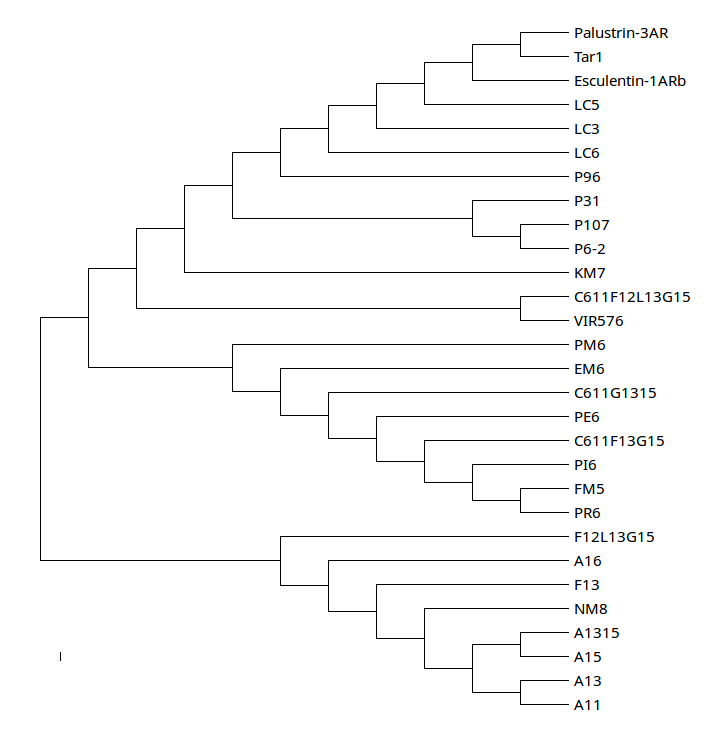 Palustrin-3AR
Tar1
Esculentin-1ARb
LC5
LC3
LC6
P96
P31
P107
P6-2
KM7
C611F12L13G15
VIR576
PM6
EM6
C611G1315
PE6
C611F13G15
PI6
FM5
PR6
F12L13G15
A16
F13
NM8
A1315
A15
A13
A11